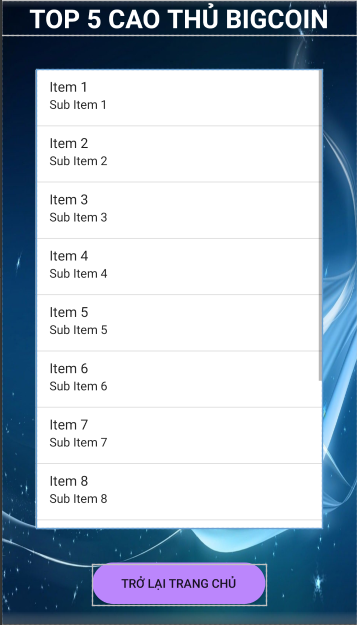 TOP 5 CAO THỦ BIGCOIN
Item 1
Sub Item 1
Item 2
Sub Item 2
Item 3
Sub Item 3
Item 4
Sub Item 4
Item 5
Sub Item 5
Item 6
Sub Item 6
Item 7
Sub Item 7
Item 8
Sub Item 8
TRỞ LẠI TRANG CHỦ